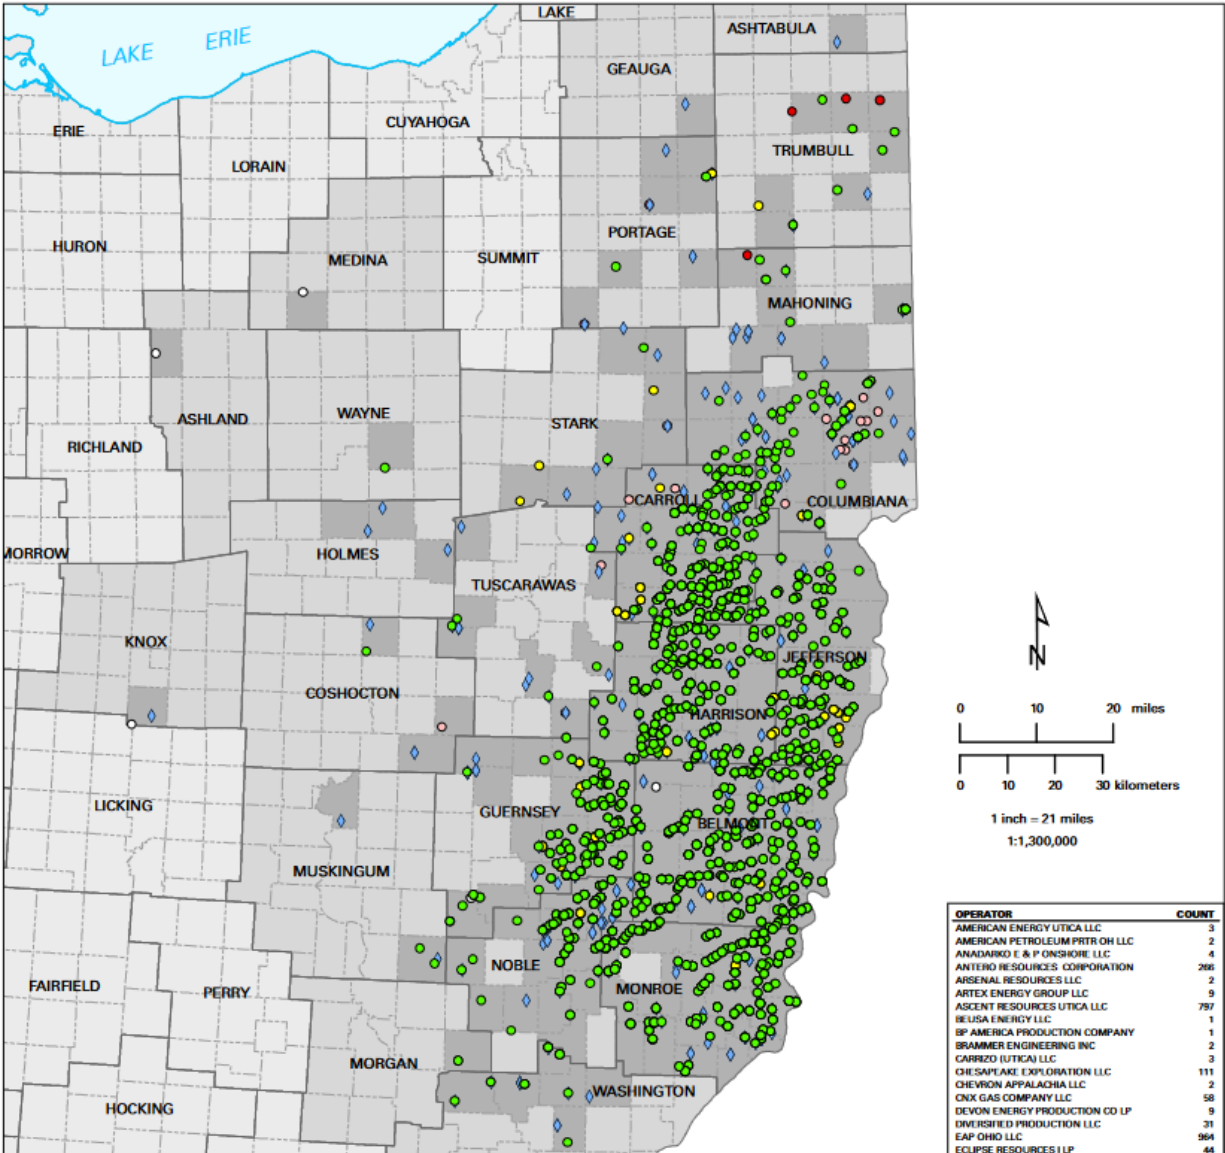 LAKE
ASHTABULA
LAKE ERIE
GEAUGA
CUYAHOGA
ERIE
TRUMBULL
LORAIN
PORTAGE
HURON
MEDINA
SUMMIT
MAHONING
ASHLAND
WAYNE
STARK
RICHLAND
CARROLL
COLUMBIANA
MORROW
HOLMES
TUSCARAWAS
KNOX
JEFFERSON
N
COSHOCTON
HARRISON
0 10 20 miles
0 10 20 30 kilometers
LICKING
GUERNSEY
BELMONT
1 inch = 21 miles
1:1,300,000
MUSKINGUM
NOBLE
FAIRFIELD
PERRY
MONROE
MORGAN
WASHINGTON
HOCKING
OPERATOR COUNT
AMERICAN ENERGY UTICA LLC 3
AMERICAN PETROLEUM PRTR OH LLC 2
ANADARKO E & P ONSHORE LLC 4
ANTERO RESOURCES CORPORATION 266
ARSENAL RESOURCES LLC 2
ARTEX ENERGY GROUP LLC 9
ASCENT RESOURCES UTICA LLC 797
BEUSA ENERGY LLC 1
BP AMERICA PRODUCTION COMPANY 1
BRAMMER ENGINEERING INC 2
CARRIZO (UTICA) LLC 3
CHESAPEAKE EXPLORATION LLC 111
CHEVRON APPALACHIA LLC 2
CNX GAS COMPANY LLC 58
DEVON ENERGY PRODUCTION CO LP 9
DIVERSIFIED PRODUCTION LLC 31
EAP OHIO LLC 964
ECLIPSE RESOURCES I LP 44